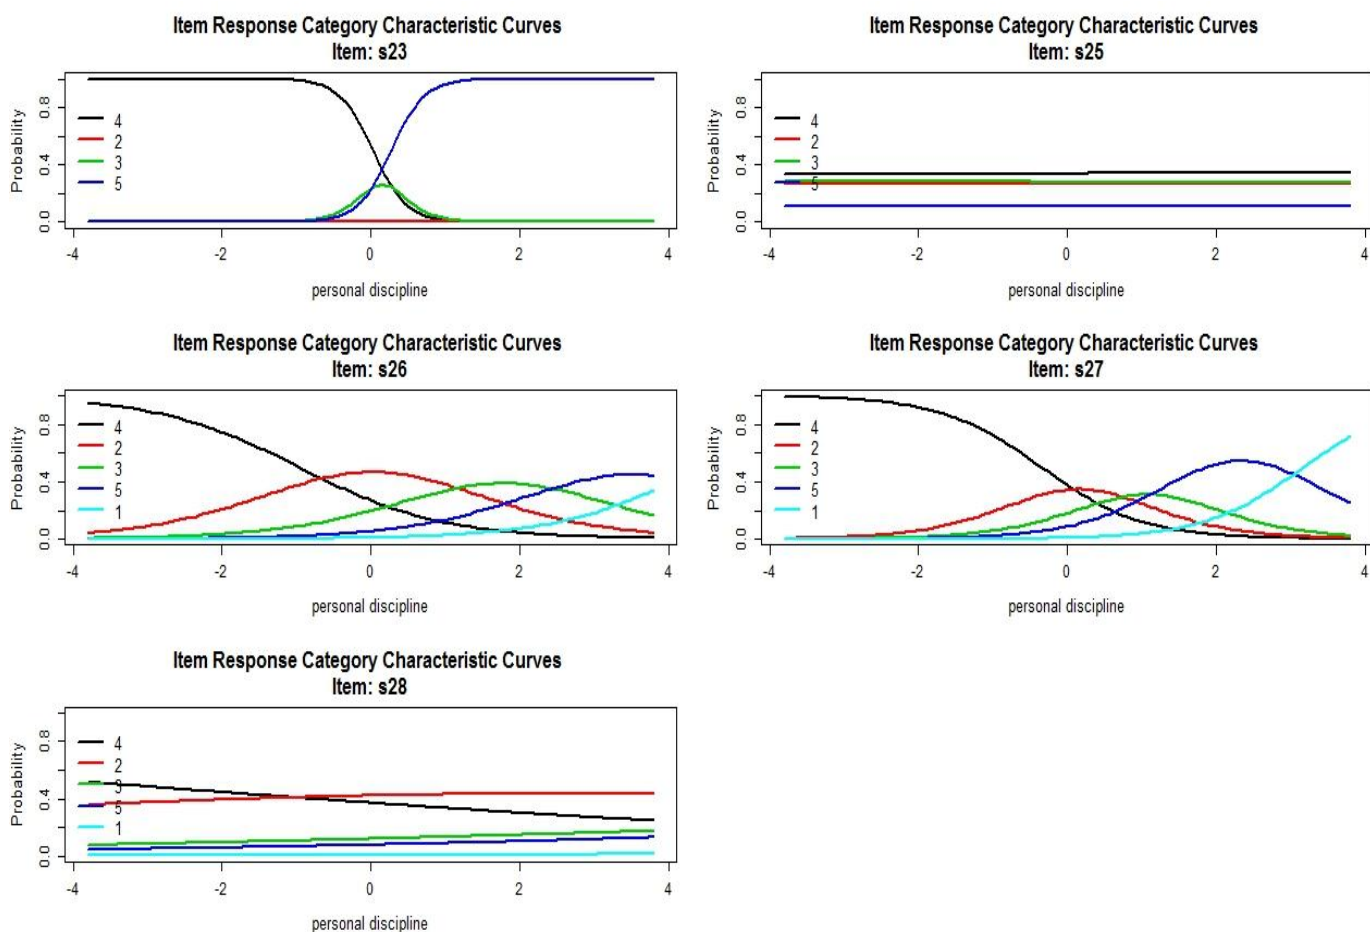 Item Response Category Characteristic Curves
Item: s23
Probability
0.8
0.4
0.0
4
2
3
5
-4 -2 0 2 4
personal discipline
Item Response Category Characteristic Curves
Item: s25
Probability
0.8
0.4
0.0
4
2
3
5
-4 -2 0 2 4
personal discipline
Item Response Category Characteristic Curves
Item: s26
Probability
0.8
0.4
0.0
4
2
3
5
1
-4 -2 0 2 4
personal discipline
Item Response Category Characteristic Curves
Item: s27
Probability
0.8
0.4
0.0
4
2
3
5
1
-4 -2 0 2 4
personal discipline
Item Response Category Characteristic Curves
Item: s28
Probability
0.8
0.4
0.0
4
2
3
5
1
-4 -2 0 2 4
personal discipline